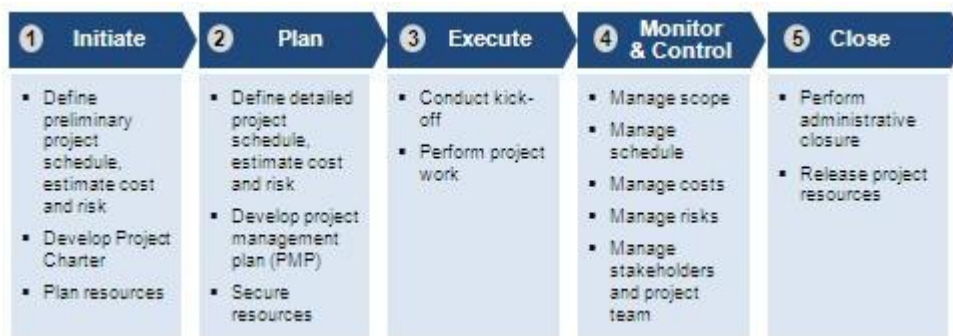 1 Initiate
▪ Define
preliminary
project
schedule,
estimate cost
and risk
▪ Develop Project
Charter
▪ Plan resources
2 Plan
▪ Define detailed
project
schedule,
estimate cost
and risk
▪ Develop project
management
plan (PMP)
▪ Secure
resources
3 Execute
▪ Conduct kick-
off
▪ Perform project
work
4 Monitor
& Control
▪ Manage scope
▪ Manage
schedule
▪ Manage costs
▪ Manage risks
▪ Manage
stakeholders
and project
team
5 Close
▪ Perform
administrative
closure
▪ Release project
resources